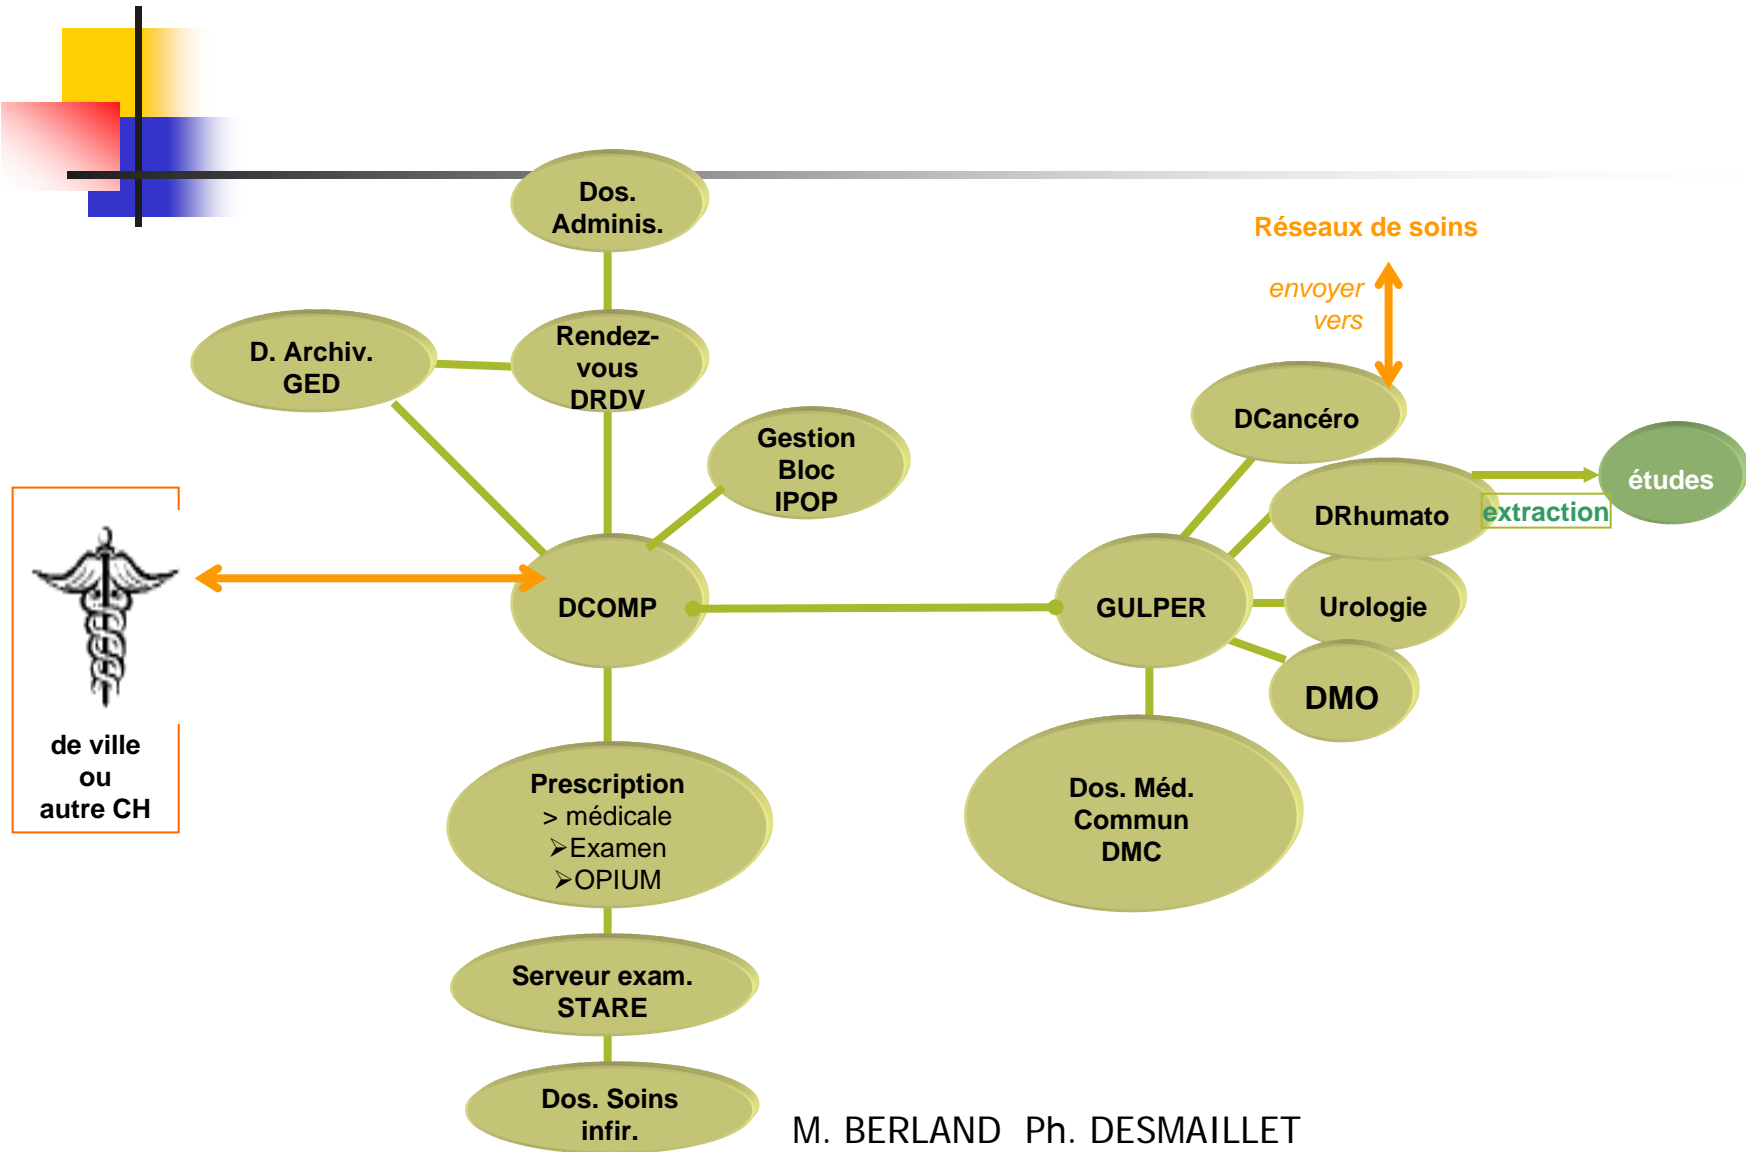 Dos.
Adminis.
Réseaux de soins
envoyer
vers
D. Archiv.
GED
Rendez-
vous
DRDV
DCancéro
Gestion
Bloc
IPOP
études
DRhumato
extraction
DCOMP
GULPER
Urologie
DMO
de ville
ou
autre CH
Prescription
> médicale
➢Examen
➢OPIUM
Dos. Méd.
Commun
DMC
Serveur exam.
STARE
Dos. Soins
infir.
M. BERLAND Ph. DESMAILLET